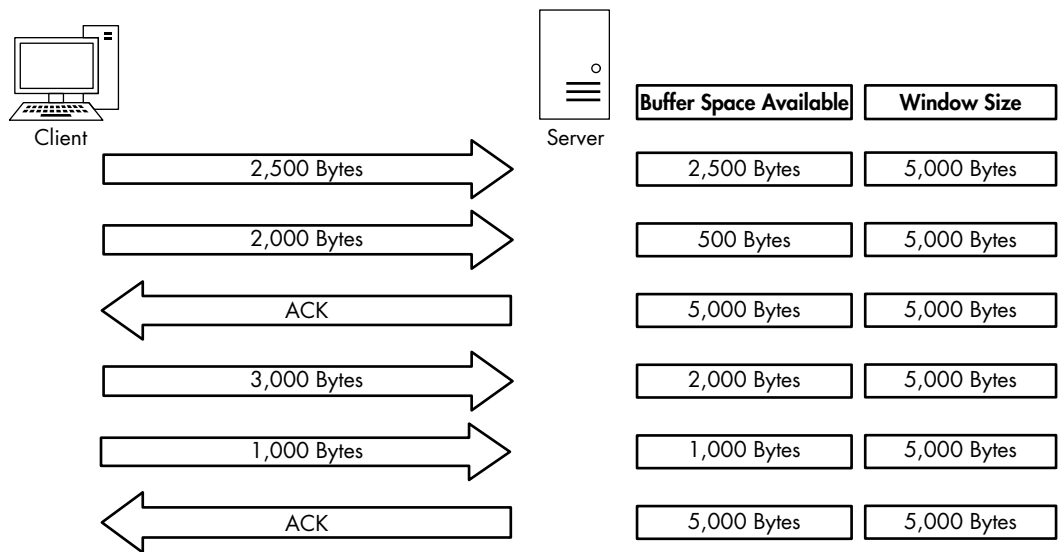 Client
Server
Buffer Space Available
Window Size
2,500 Bytes
2,500 Bytes
5,000 Bytes
2,000 Bytes
500 Bytes
5,000 Bytes
ACK
5,000 Bytes
5,000 Bytes
3,000 Bytes
2,000 Bytes
5,000 Bytes
1,000 Bytes
1,000 Bytes
5,000 Bytes
ACK
5,000 Bytes
5,000 Bytes